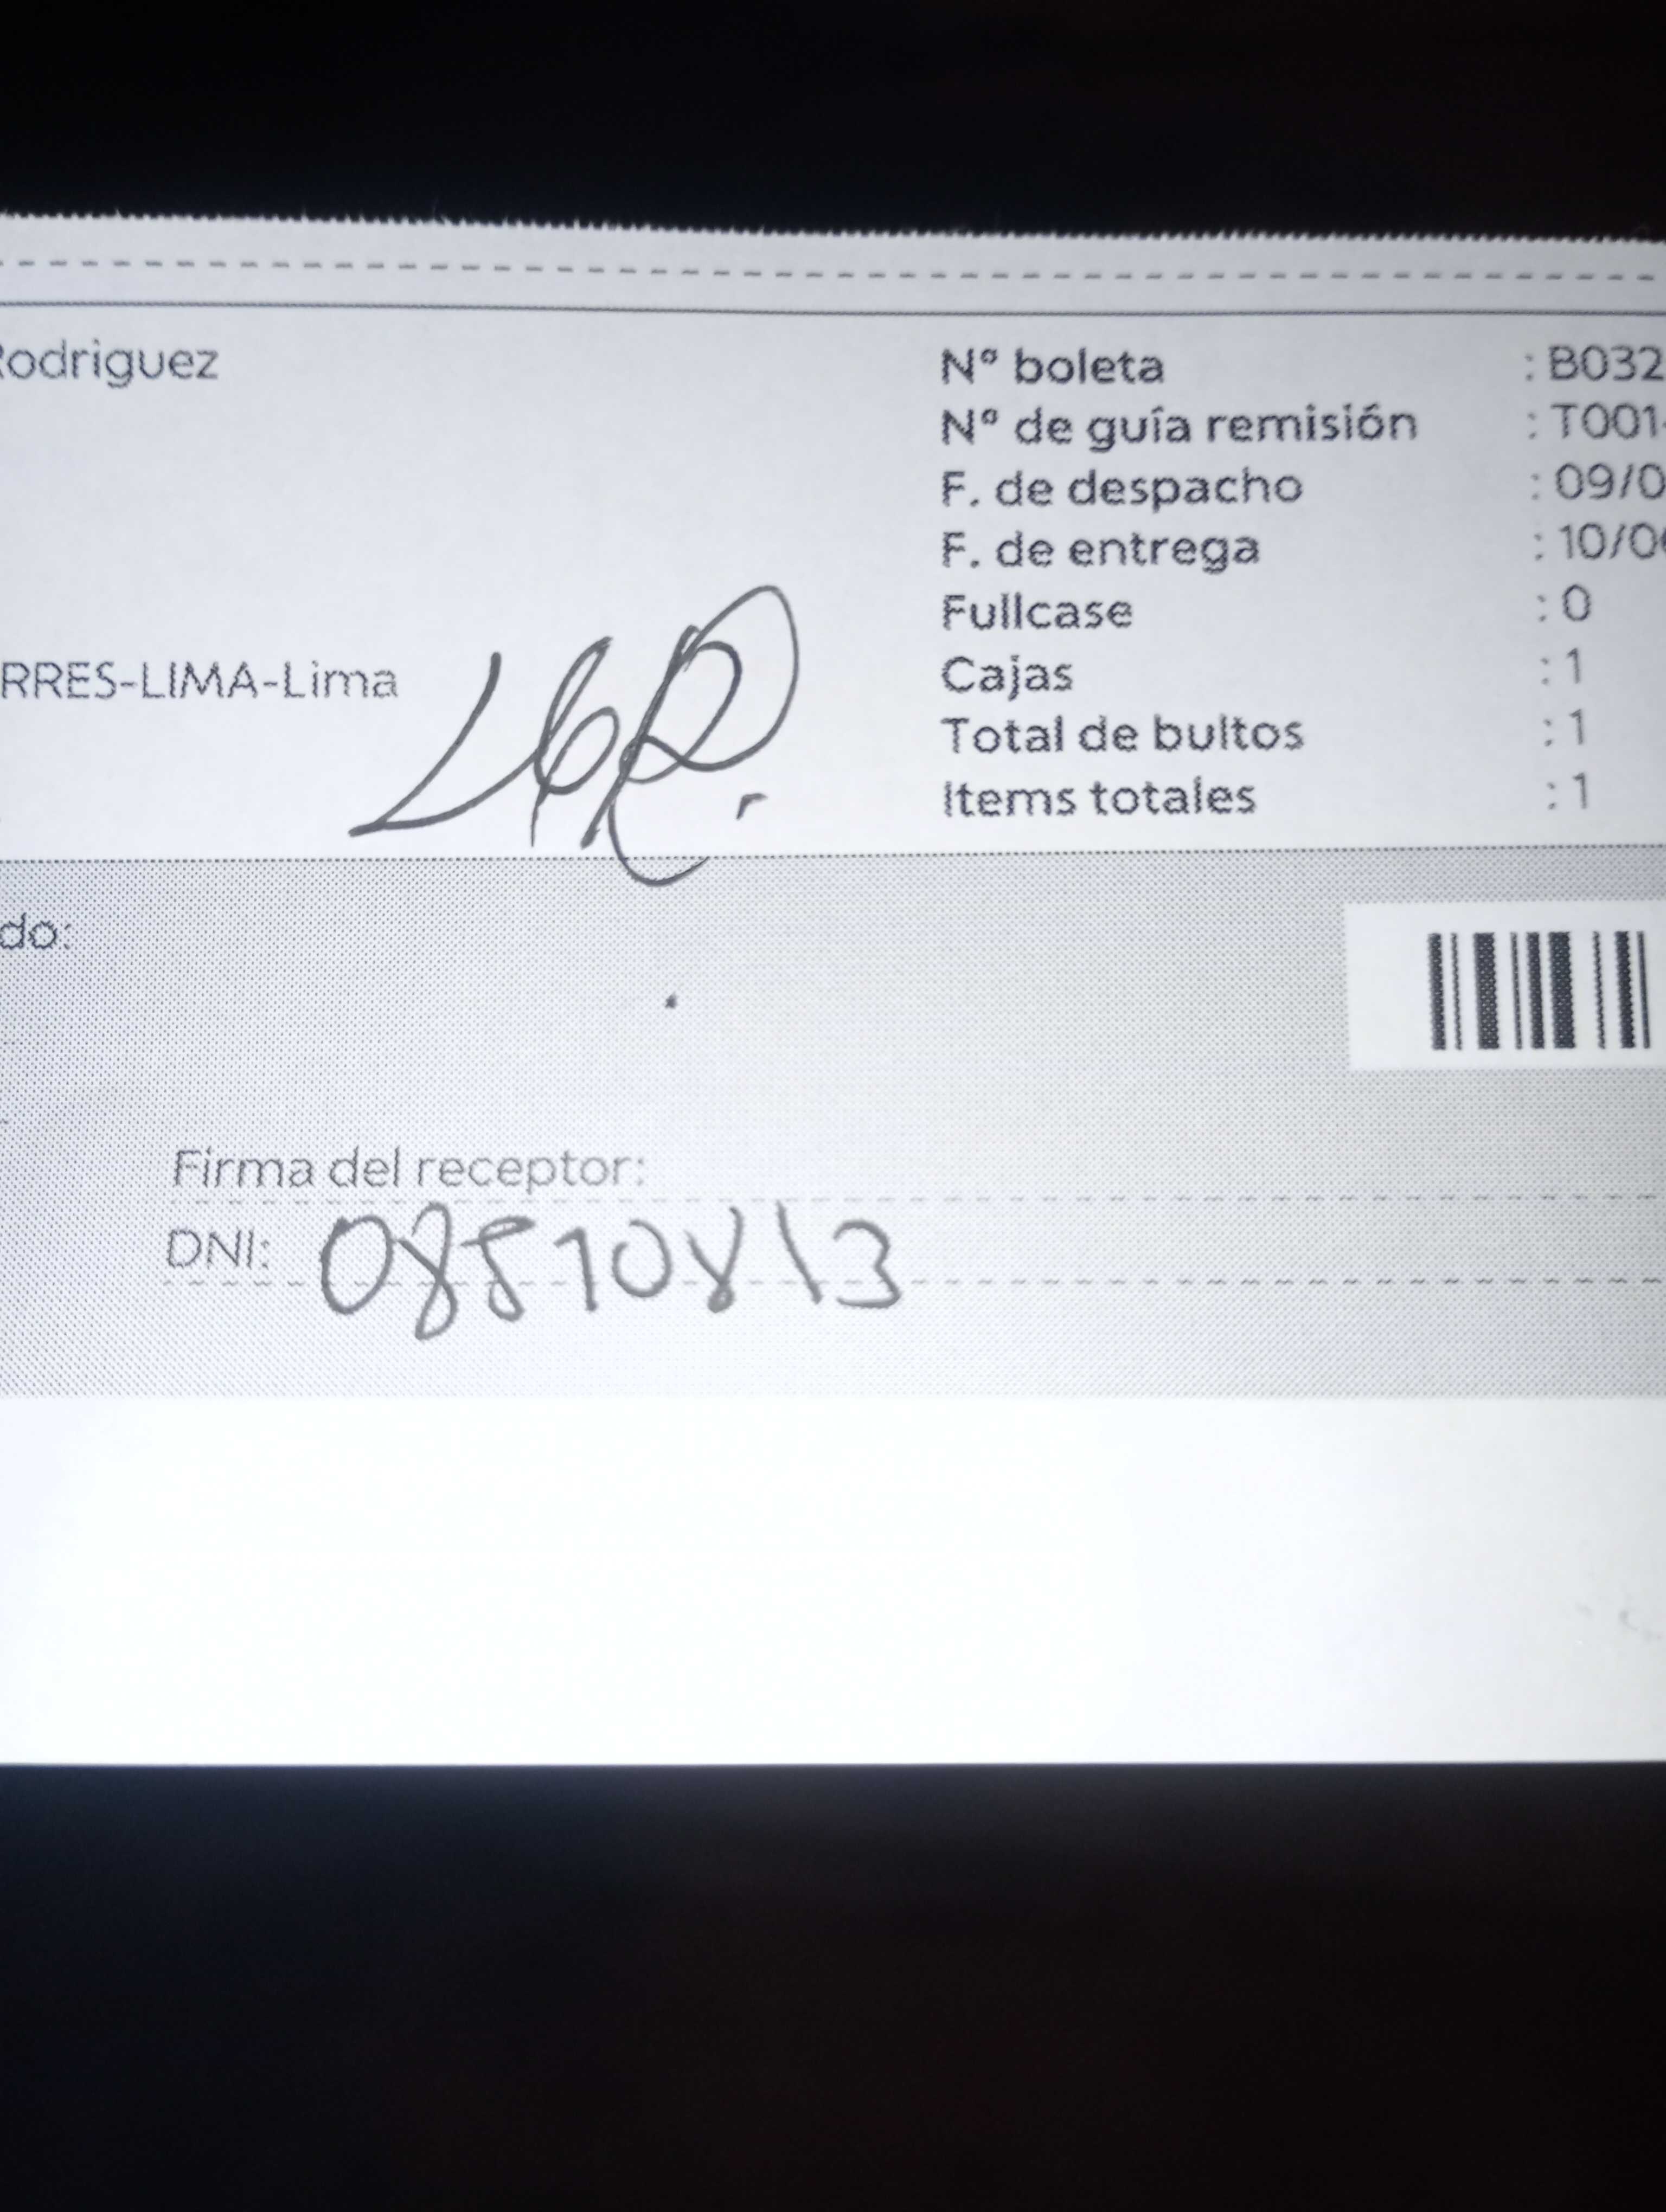 Rodriguez
RRES-LIMA-Lima
Nº boleta : B032
Nº de guía remisión : T001-
F. de despacho : 09/0
F. de entrega : 10/0
Fullcase : 0
Cajas : 1
Total de bultos : 1
Items totales : 1
do:
Firma del receptor:
DNI: 08810813